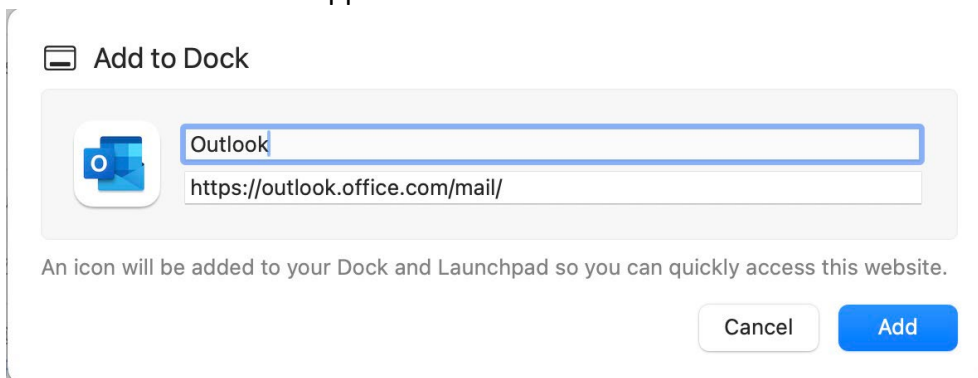 Add to Dock
O
Outlook
https://outlook.office.com/mail/
An icon will be added to your Dock and Launchpad so you can quickly access this website.
Cancel
Add